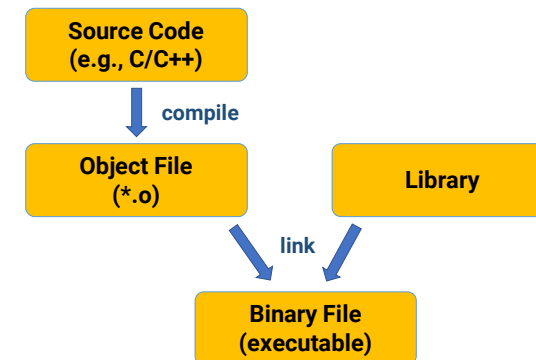 Source Code
(e.g., C/C++)
compile
Object File
(*.o)
Library
link
Binary File
(executable)